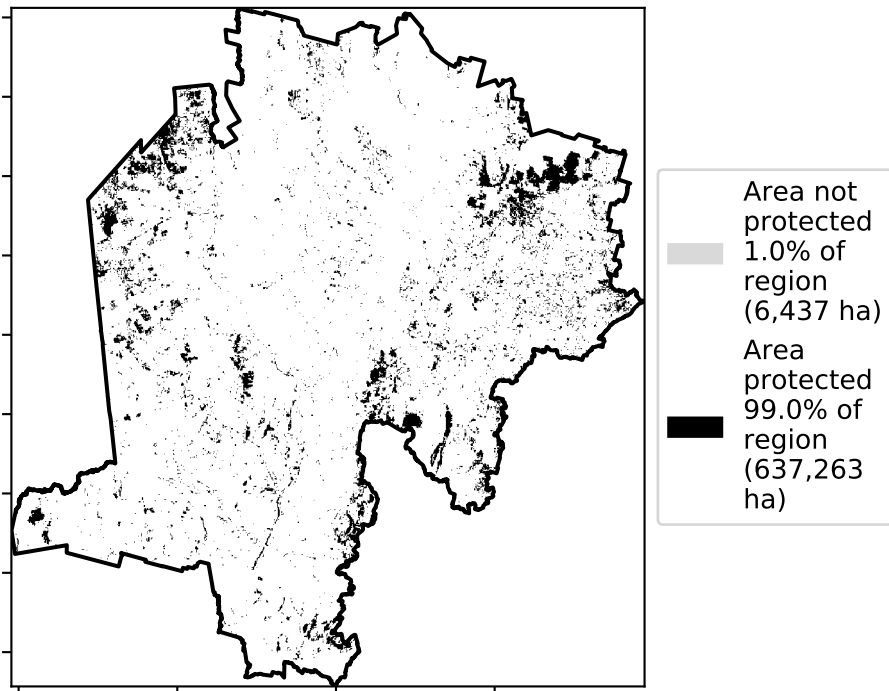 Area not
protected
1.0% of
region
(6,437 ha)
Area
protected
99.0% of
region
(637,263
ha)